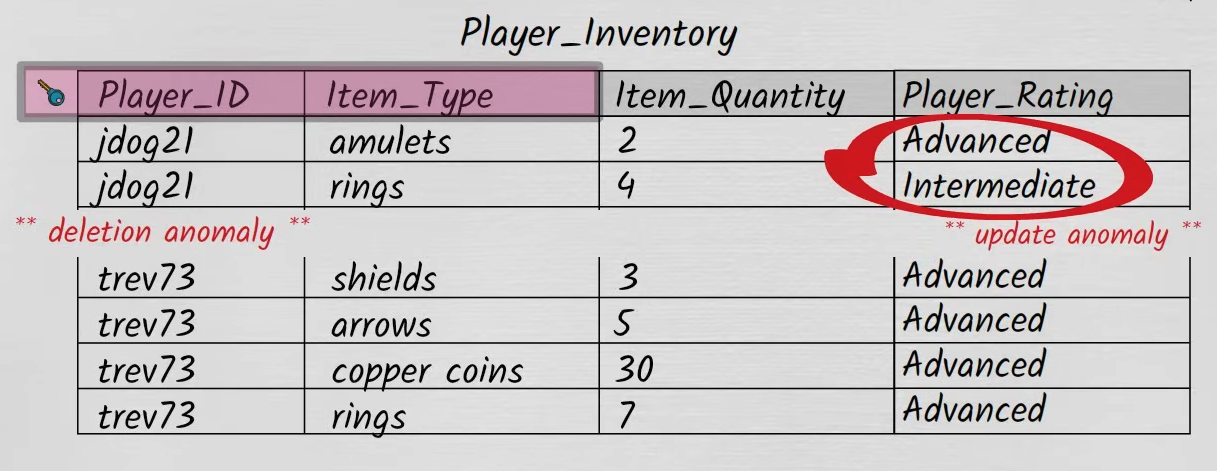 Player_Inventory
Player_ID Item_Type Item_Quantity Player_Rating
jdog21 amulets 2 Advanced
jdog21 rings 4 Intermediate
** deletion anomaly ** ** update anomaly **
trev73 shields 3 Advanced
trev73 arrows 5 Advanced
trev73 copper coins 30 Advanced
trev73 rings 7 Advanced